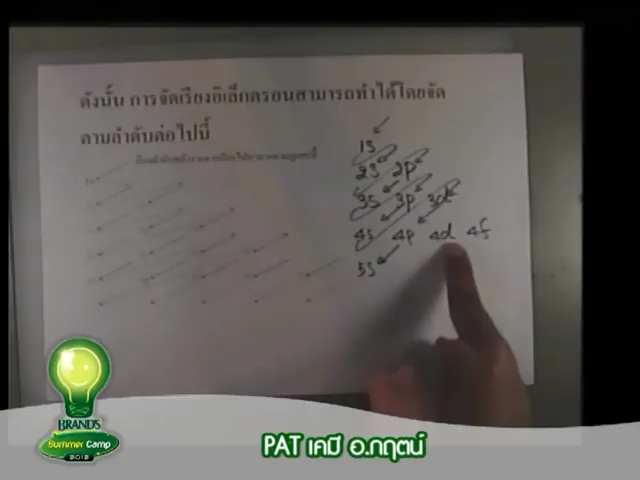 ดังนั้น การจัดเรียงอิเล็กตรอนสามารถทำได้โดยจัด
ตามลำดับต่อไปนี้
1s
2s 2p
3s 3p 3d
4s 4p 4d 4f
5s
BRAND'S
Summer Camp
2012
PAT เคมี อ.กฤตน์